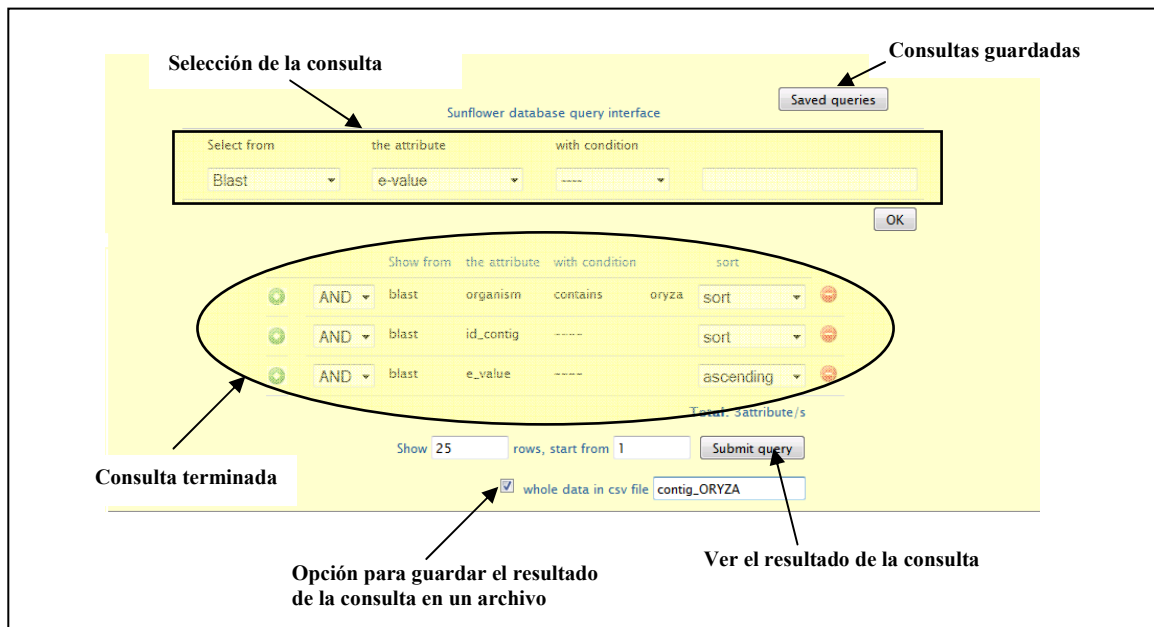 Selección de la consulta
Consultas guardadas
Saved queries
Sunflower database query interface
Select from the attribute with condition
Blast e-value ----
OK
Show from the attribute with condition sort
AND blast organism contains oryza sort
AND blast id_contig ---- sort
AND blast e_value ---- ascending
Total: 3attribute/s
Show 25 rows, start from 1 Submit query
Consulta terminada
whole data in csv file contig_ORYZA
Ver el resultado de la consulta
Opción para guardar el resultado
de la consulta en un archivo